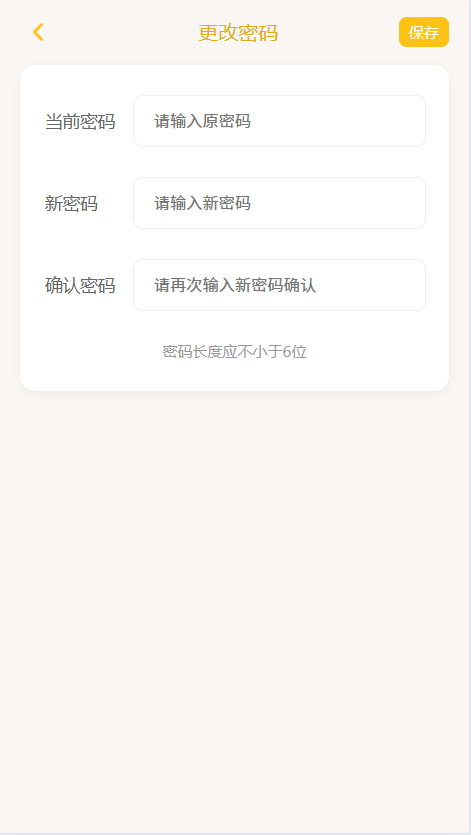 更改密码
保存
当前密码 请输入原密码
新密码 请输入新密码
确认密码 请再次输入新密码确认
密码长度应不小于6位